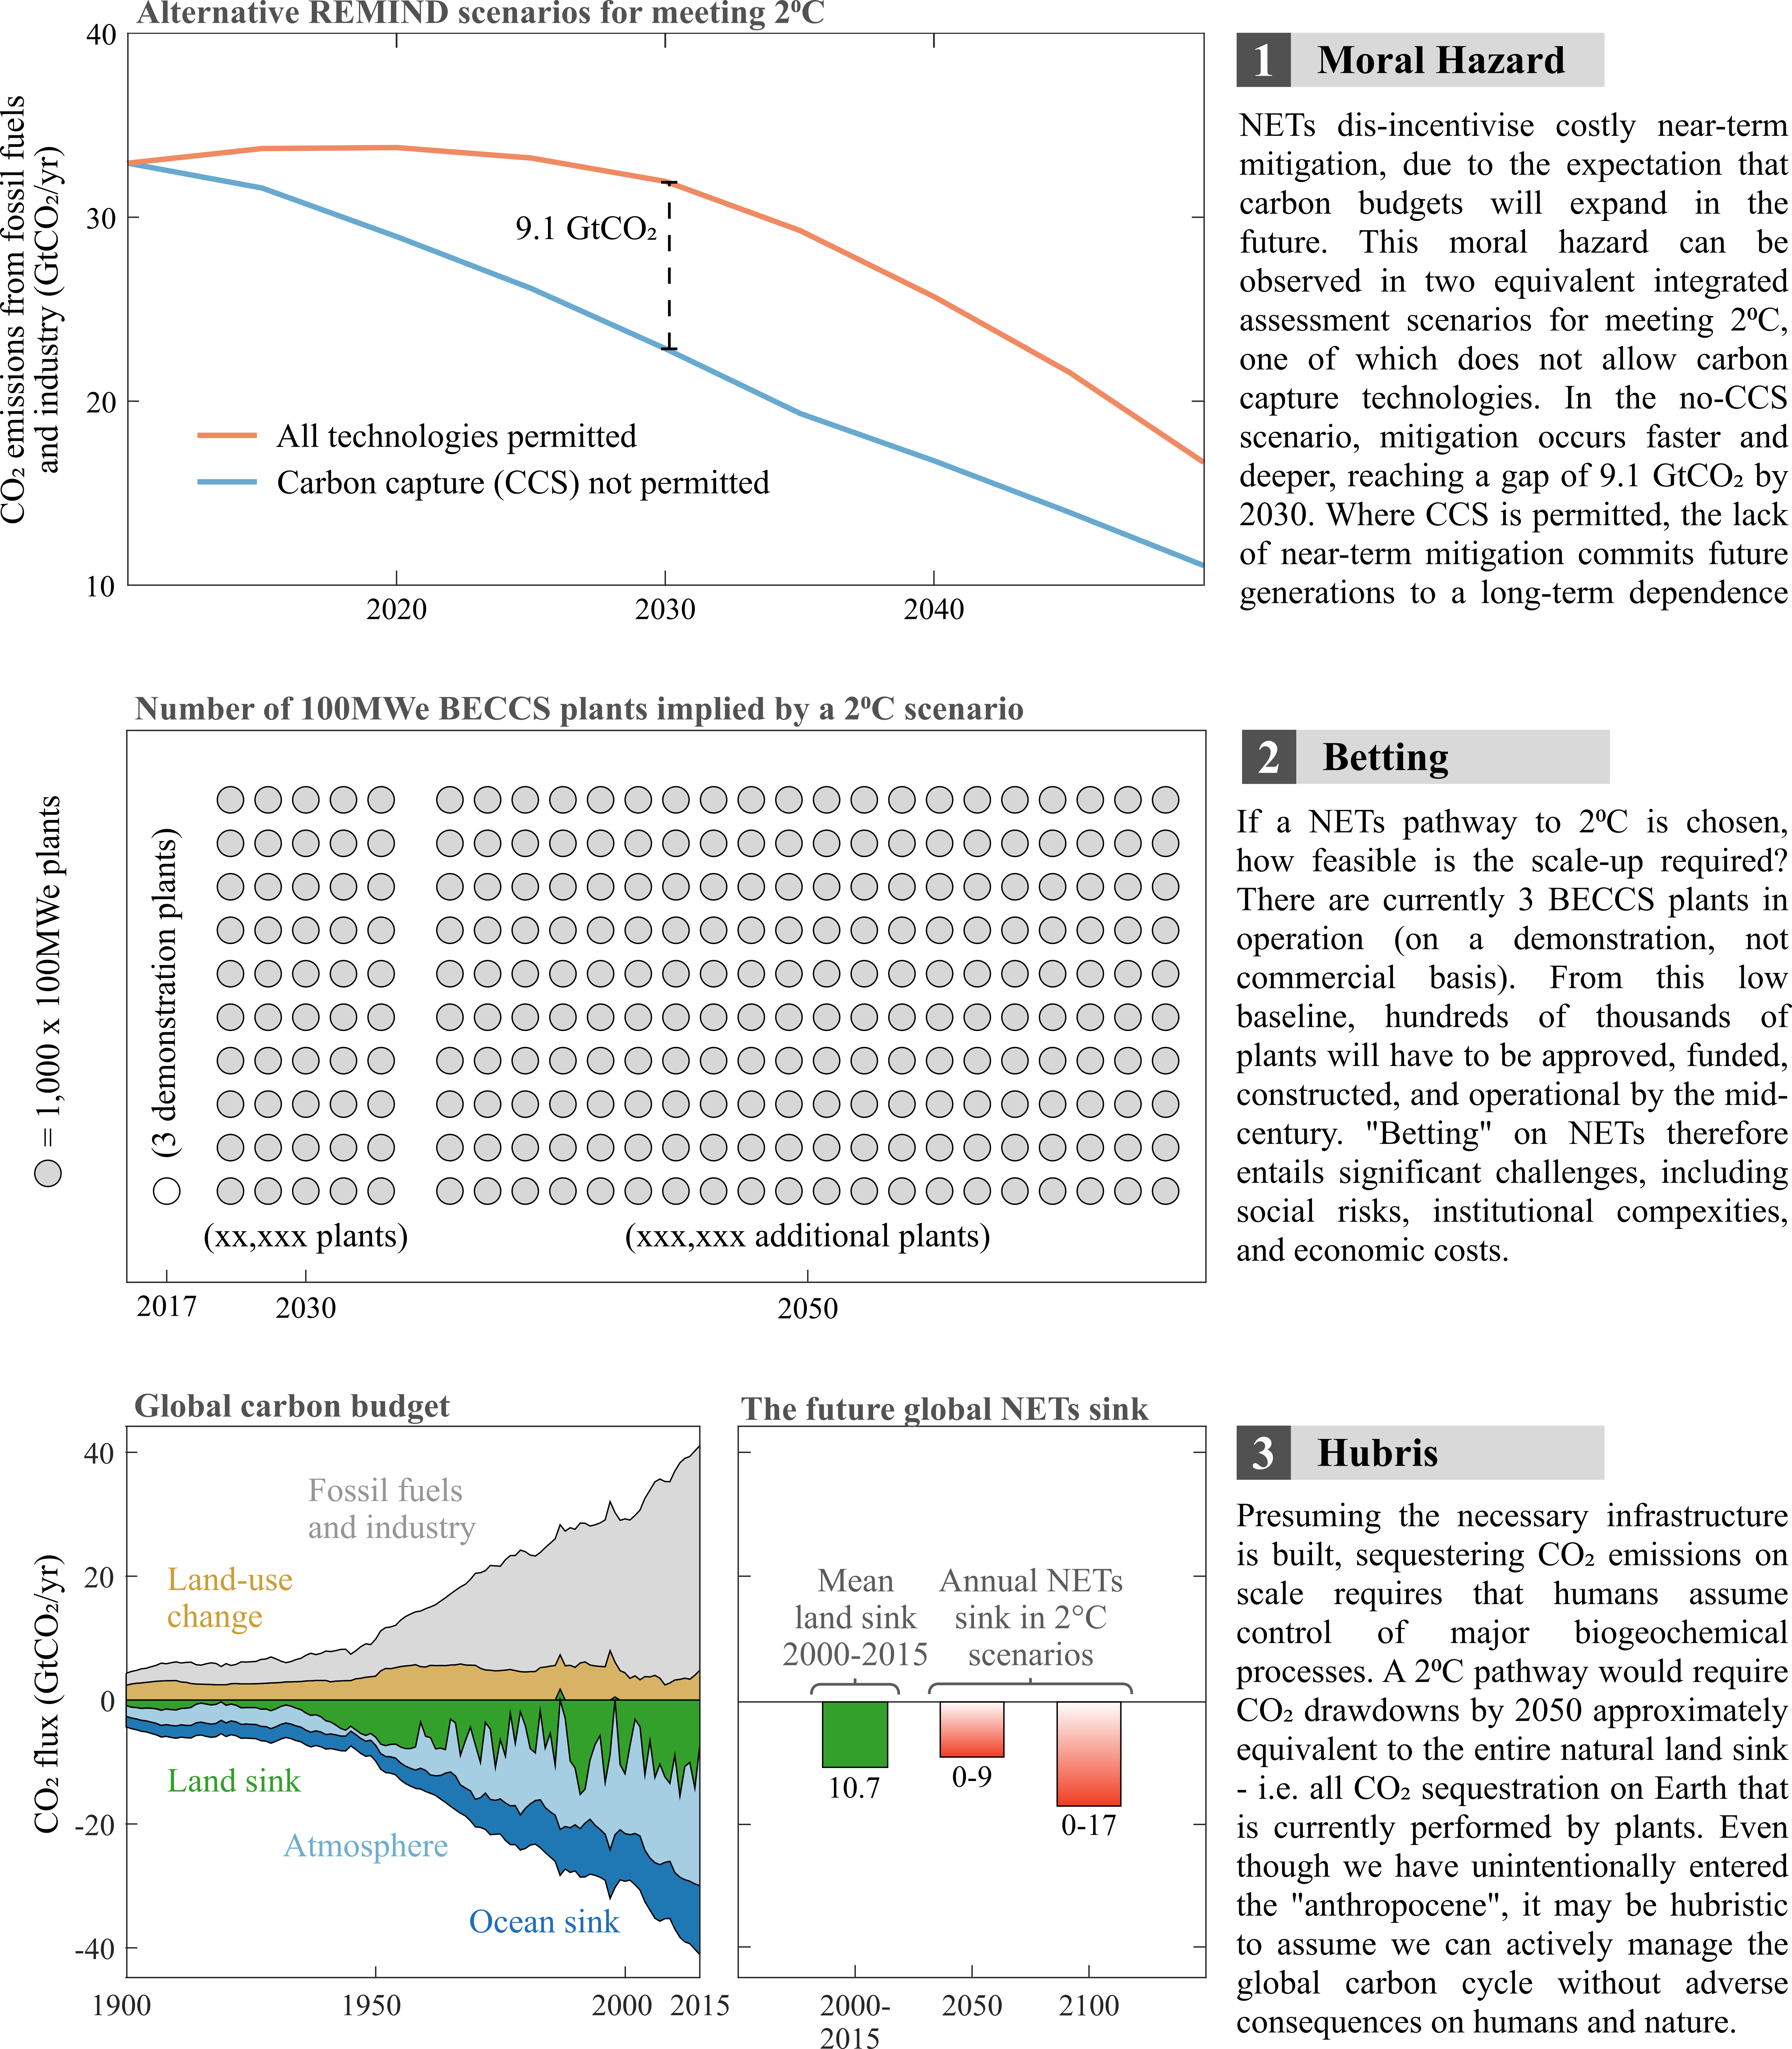 Alternative REMIND scenarios for meeting 2⁰C
CO₂ emissions from fossil fuels
and industry (GtCO₂/yr)
40
30
20
10
9.1 GtCO₂
All technologies permitted
Carbon capture (CCS) not permitted
2020
2030
2040
1
Moral Hazard
NETs dis-incentivise costly near-term
mitigation, due to the expectation that
carbon budgets will expand in the
future. This moral hazard can be
observed in two equivalent integrated
assessment scenarios for meeting 2⁰C,
one of which does not allow carbon
capture technologies. In the no-CCS
scenario, mitigation occurs faster and
deeper, reaching a gap of 9.1 GtCO₂ by
2030. Where CCS is permitted, the lack
of near-term mitigation commits future
generations to a long-term dependence
Number of 100MWe BECCS plants implied by a 2⁰C scenario
= 1,000 x 100MWe plants
(3 demonstration plants)
(xx,xxx plants)
(xxx,xxx additional plants)
2017
2030
2050
2
Betting
If a NETs pathway to 2⁰C is chosen,
how feasible is the scale-up required?
There are currently 3 BECCS plants in
operation (on a demonstration, not
commercial basis). From this low
baseline, hundreds of thousands of
plants will have to be approved, funded,
constructed, and operational by the mid-
century. "Betting" on NETs therefore
entails significant challenges, including
social risks, institutional compexities,
and economic costs.
Global carbon budget
CO₂ flux (GtCO₂/yr)
40
20
0
-20
-40
Fossil fuels
and industry
Land-use
change
Land sink
Atmosphere
Ocean sink
1900
1950
2000
2015
The future global NETs sink
Mean
land sink
2000-2015
Annual NETs
sink in 2°C
scenarios
10.7
0-9
0-17
2000-
2015
2050
2100
3
Hubris
Presuming the necessary infrastructure
is built, sequestering CO₂ emissions on
scale requires that humans assume
control of major biogeochemical
processes. A 2⁰C pathway would require
CO₂ drawdowns by 2050 approximately
equivalent to the entire natural land sink
- i.e. all CO₂ sequestration on Earth that
is currently performed by plants. Even
though we have unintentionally entered
the "anthropocene", it may be hubristic
to assume we can actively manage the
global carbon cycle without adverse
consequences on humans and nature.